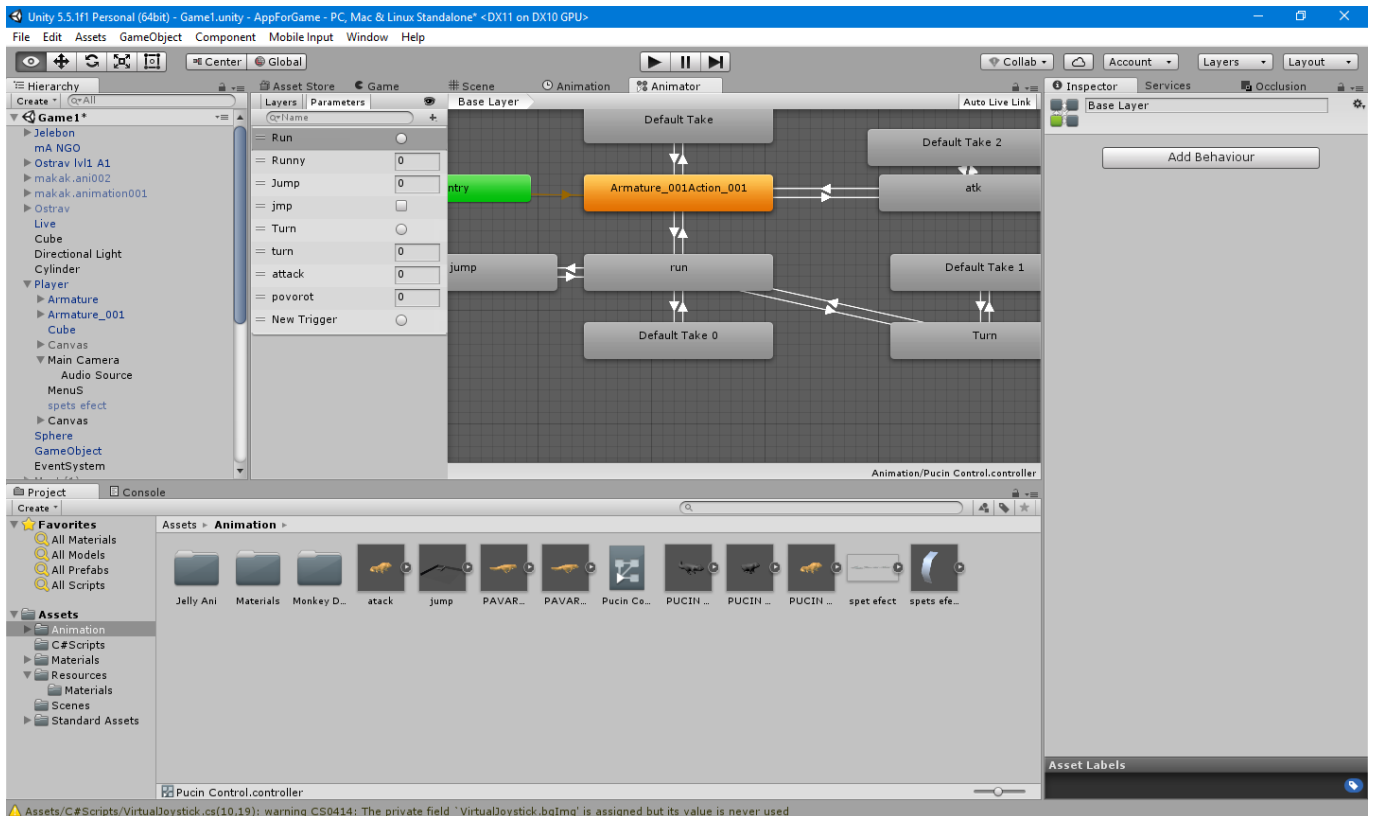 Unity 5.5.1f1 Personal (64bit) - Game1.unity - AppForGame - PC, Mac & Linux Standalone* <DX11 on DX10 GPU>
File Edit Assets GameObject Component Mobile Input Window Help
Center Global Collab Account Layers Layout
Hierarchy
Create All
Game1*
Jelebon
mA NGO
Ostrav lvl1 A1
makak.ani002
makak.animation001
Ostrav
Live
Cube
Directional Light
Cylinder
Player
Armature
Armature_001
Cube
Canvas
Main Camera
Audio Source
MenuS
spets efect
Canvas
Sphere
GameObject
EventSystem
Asset Store Game Scene Animation Animator
Layers Parameters Base Layer Auto Live Link
Name
Run
Runny 0
Jump 0
jmp
Turn
turn 0
attack 0
povorot 0
New Trigger
Default Take
Default Take 2
ntry
Armature_001Action_001
atk
jump
run
Default Take 1
Default Take 0
Turn
Animation/Pucin Control.controller
Inspector Services Occlusion
Base Layer
Add Behaviour
Project Console
Create
Favorites
All Materials
All Models
All Prefabs
All Scripts
Assets
Animation
C#Scripts
Materials
Resources
Materials
Scenes
Standard Assets
Assets Animation
Jelly Ani Materials Monkey D... atack jump PAVAR... PAVAR... Pucin Co... PUCIN ... PUCIN ... PUCIN ... spet efect spets efe...
Pucin Control.controller
Asset Labels
Assets/C#Scripts/VirtualJoystick.cs(10,19): warning CS0414: The private field `VirtualJoystick.bgImg' is assigned but its value is never used